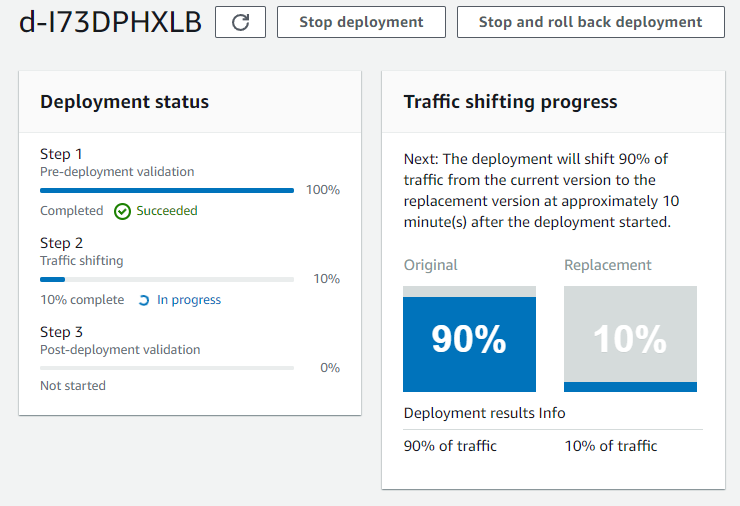 d-I73DPHXLB
Stop deployment
Stop and roll back deployment
Deployment status
Step 1
Pre-deployment validation
100%
Completed Succeeded
Step 2
Traffic shifting
10%
10% complete In progress
Step 3
Post-deployment validation
0%
Not started
Traffic shifting progress
Next: The deployment will shift 90% of
traffic from the current version to the
replacement version at approximately 10
minute(s) after the deployment started.
Original Replacement
90% 10%
Deployment results Info
90% of traffic 10% of traffic